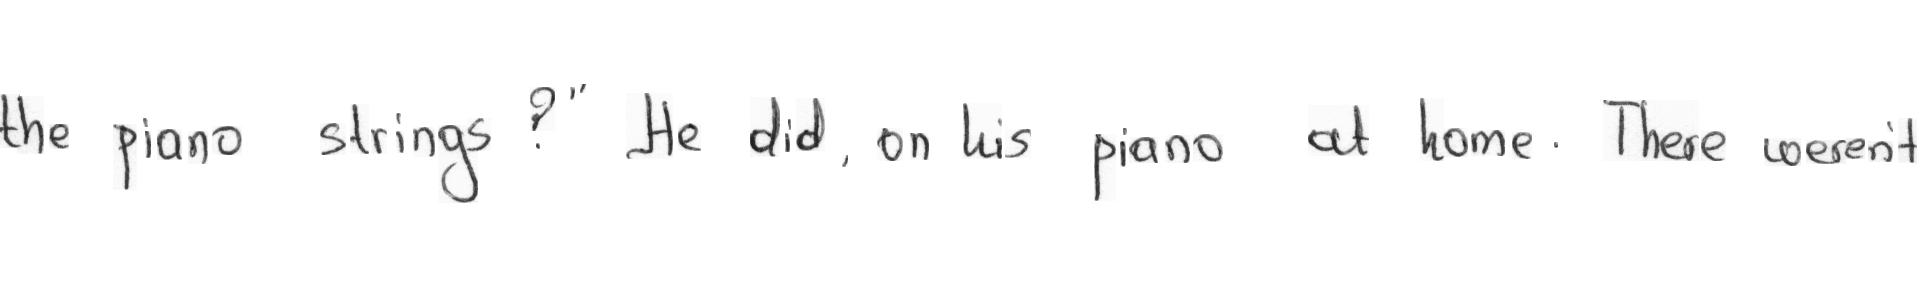 the piano strings?" He did, on his piano at home. There weren't